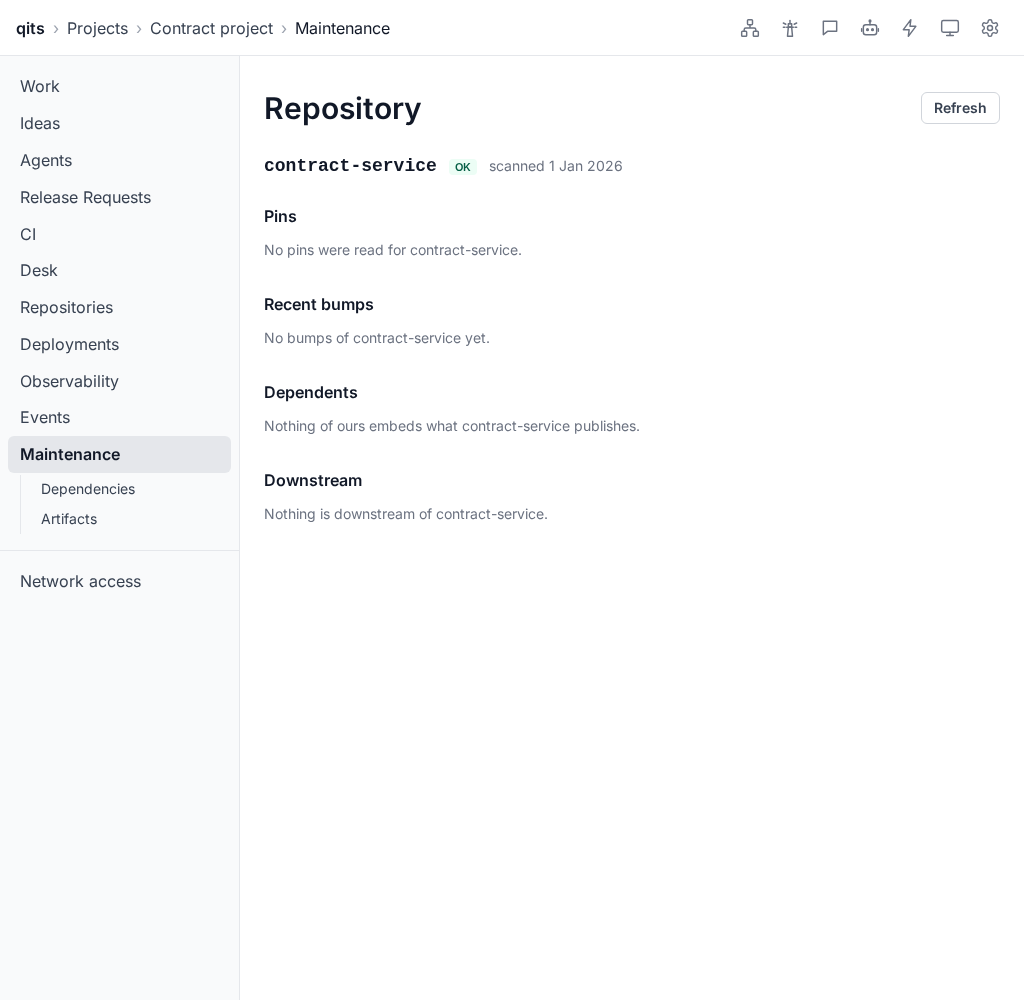 qits › Projects › Contract project › Maintenance
Work
Ideas
Agents
Release Requests
CI
Desk
Repositories
Deployments
Observability
Events
Maintenance
Dependencies
Artifacts
Network access
Repository
Refresh
contract-service OK scanned 1 Jan 2026
Pins
No pins were read for contract-service.
Recent bumps
No bumps of contract-service yet.
Dependents
Nothing of ours embeds what contract-service publishes.
Downstream
Nothing is downstream of contract-service.